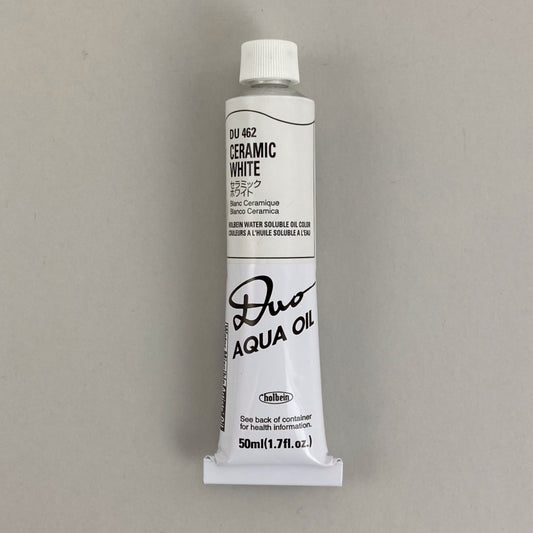 DU 462
CERAMIC
WHITE
セラミック
ホワイト
Blanc Ceramique
Blanco Ceramica
HOLBEIN WATER SOLUBLE OIL COLOR
COULEURS A L'HUILE SOLUBLE A L'EAU
Duo
AQUA OIL
holbein
See back of container
for health information.
50ml(1.7fl.oz.)